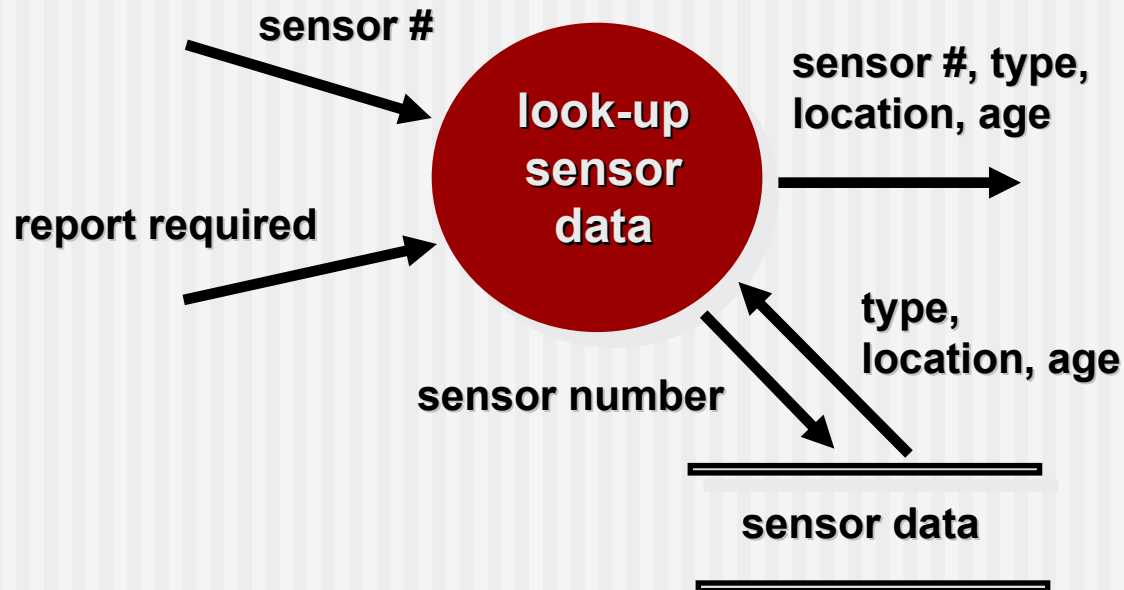 sensor #
sensor #, type,
location, age
look-up
sensor
data
report required
type,
location, age
sensor number
sensor data